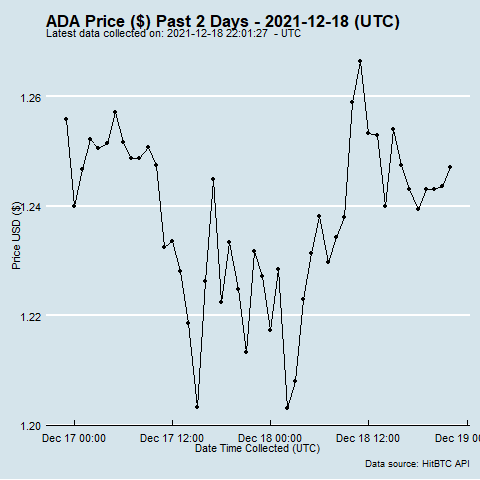 ADA Price ($) Past 2 Days - 2021-12-18 (UTC)
Latest data collected on: 2021-12-18 22:01:27 - UTC
1.26
1.24
1.22
1.20
Price USD ($)
Dec 17 00:00 Dec 17 12:00 Dec 18 00:00 Dec 18 12:00 Dec 19 0
Date Time Collected (UTC)
Data source: HitBTC API